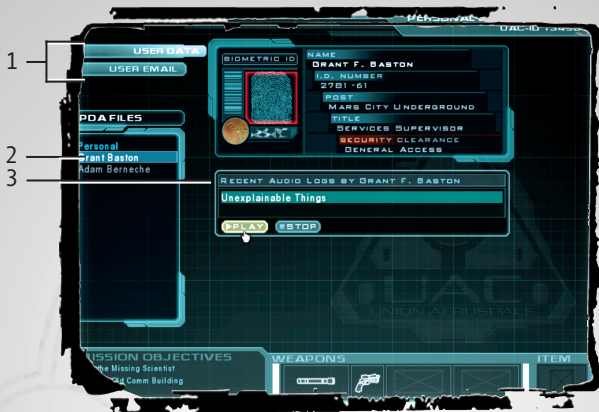 PERSONAL
UAC-ID 13450
1
USER DATA
USER EMAIL
BIOMETRIC ID
NAME
GRANT F. BASTON
I.D. NUMBER
2781-61
POST
MARS CITY UNDERGROUND
TITLE
SERVICES SUPERVISOR
SECURITY CLEARANCE
GENERAL ACCESS
PDA FILES
Personal
2
Grant Baston
Adam Berneche
3
RECENT AUDIO LOGS BY GRANT F. BASTON
Unexplainable Things
PLAY
STOP
UAC
UNION AEROSPACE
MISSION OBJECTIVES
the Missing Scientist
Old Comm Building
WEAPONS
ITEM